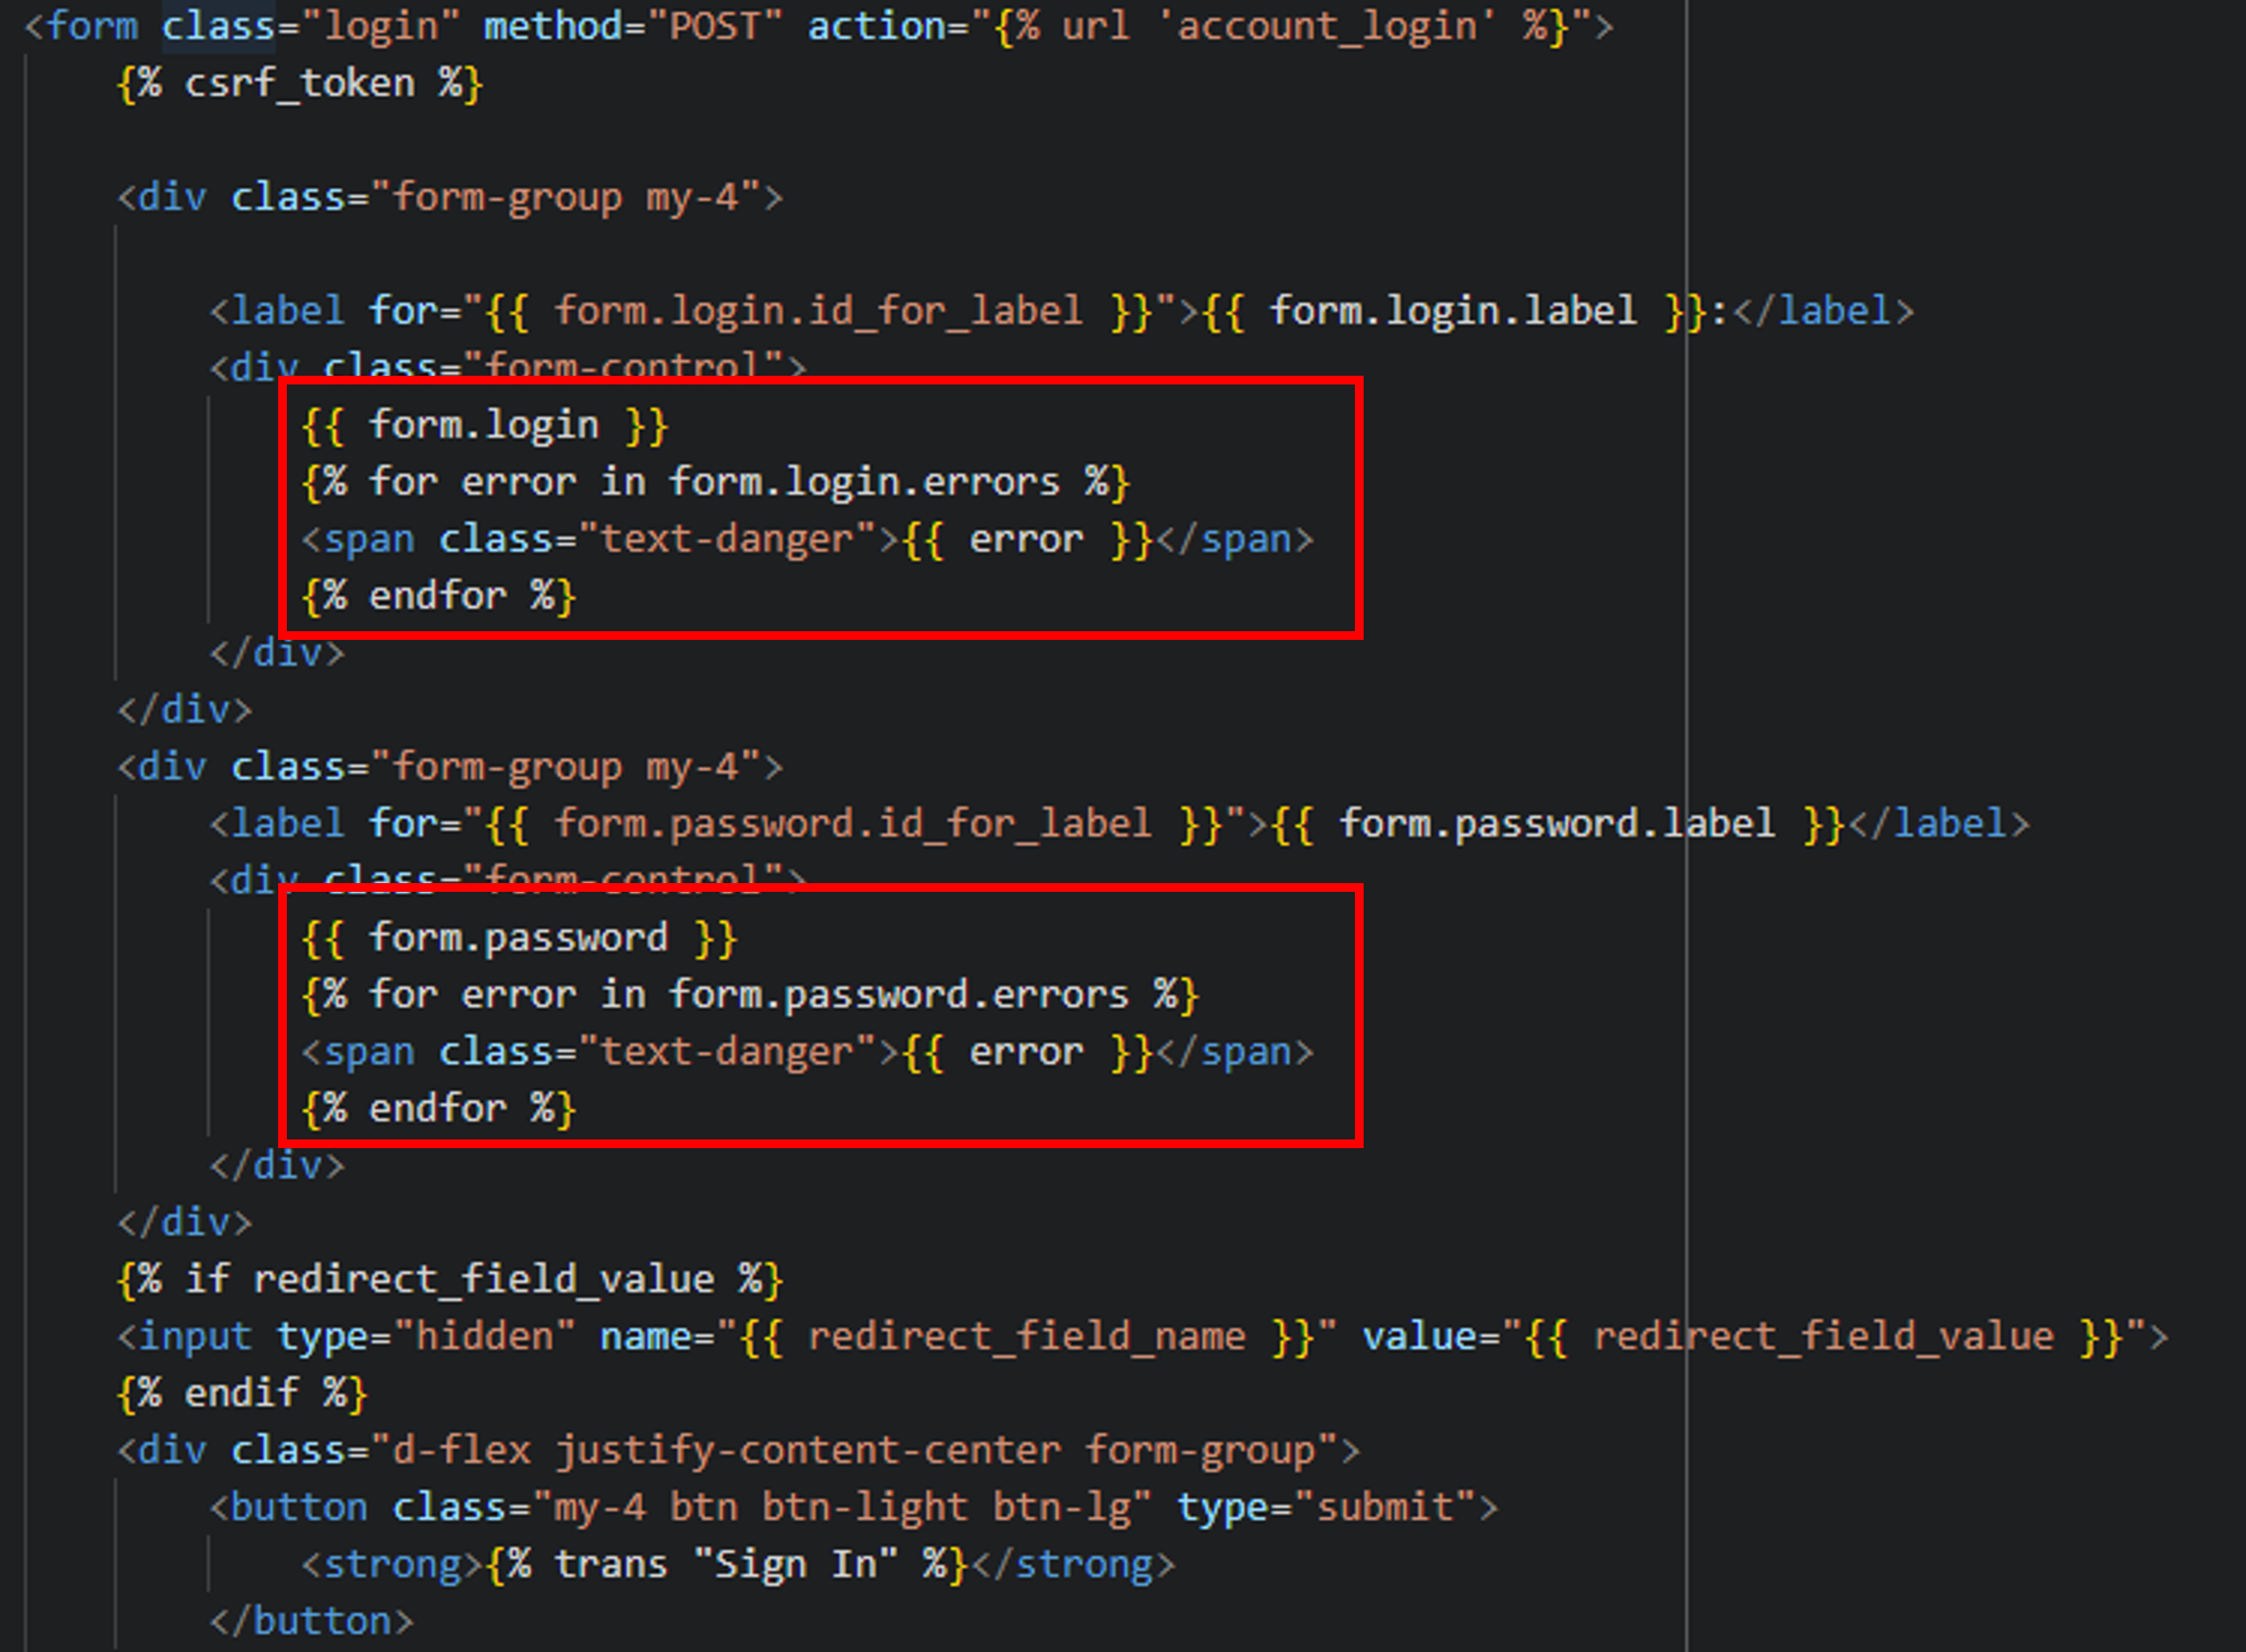 <form class="login" method="POST" action="{% url 'account_login' %}">
{% csrf_token %}
<div class="form-group my-4">
<label for="{{ form.login.id_for_label }}">{{ form.login.label }}:</label>
<div class="form-control">
{{ form.login }}
{% for error in form.login.errors %}
<span class="text-danger">{{ error }}</span>
{% endfor %}
</div>
</div>
<div class="form-group my-4">
<label for="{{ form.password.id_for_label }}">{{ form.password.label }}</label>
<div class="form-control">
{{ form.password }}
{% for error in form.password.errors %}
<span class="text-danger">{{ error }}</span>
{% endfor %}
</div>
</div>
{% if redirect_field_value %}
<input type="hidden" name="{{ redirect_field_name }}" value="{{ redirect_field_value }}">
{% endif %}
<div class="d-flex justify-content-center form-group">
<button class="my-4 btn btn-light btn-lg" type="submit">
<strong>{% trans "Sign In" %}</strong>
</button>